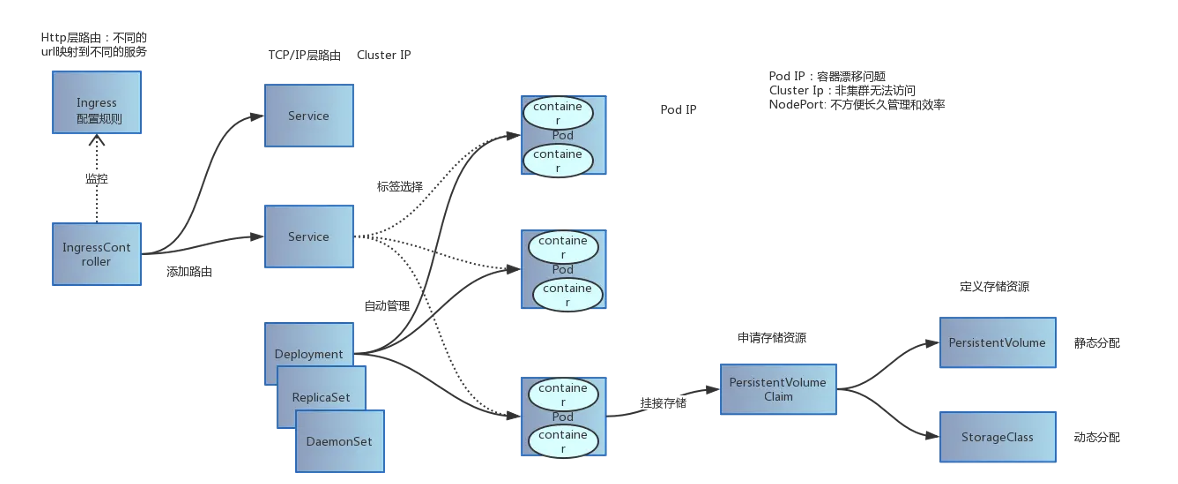 Http层路由：不同的
url映射到不同的服务
Ingress
配置规则
监控
IngressCont
roller
添加路由
TCP/IP层路由
Cluster IP
Service
Service
标签选择
自动管理
Deployment
ReplicaSet
DaemonSet
containe
r
Pod
containe
r
containe
r
Pod
containe
r
containe
r
Pod
containe
r
Pod IP
Pod IP：容器漂移问题
Cluster Ip：非集群无法访问
NodePort: 不方便长久管理和效率
挂接存储
申请存储资源
PersistentVolume
Claim
定义存储资源
PersistentVolume
静态分配
StorageClass
动态分配